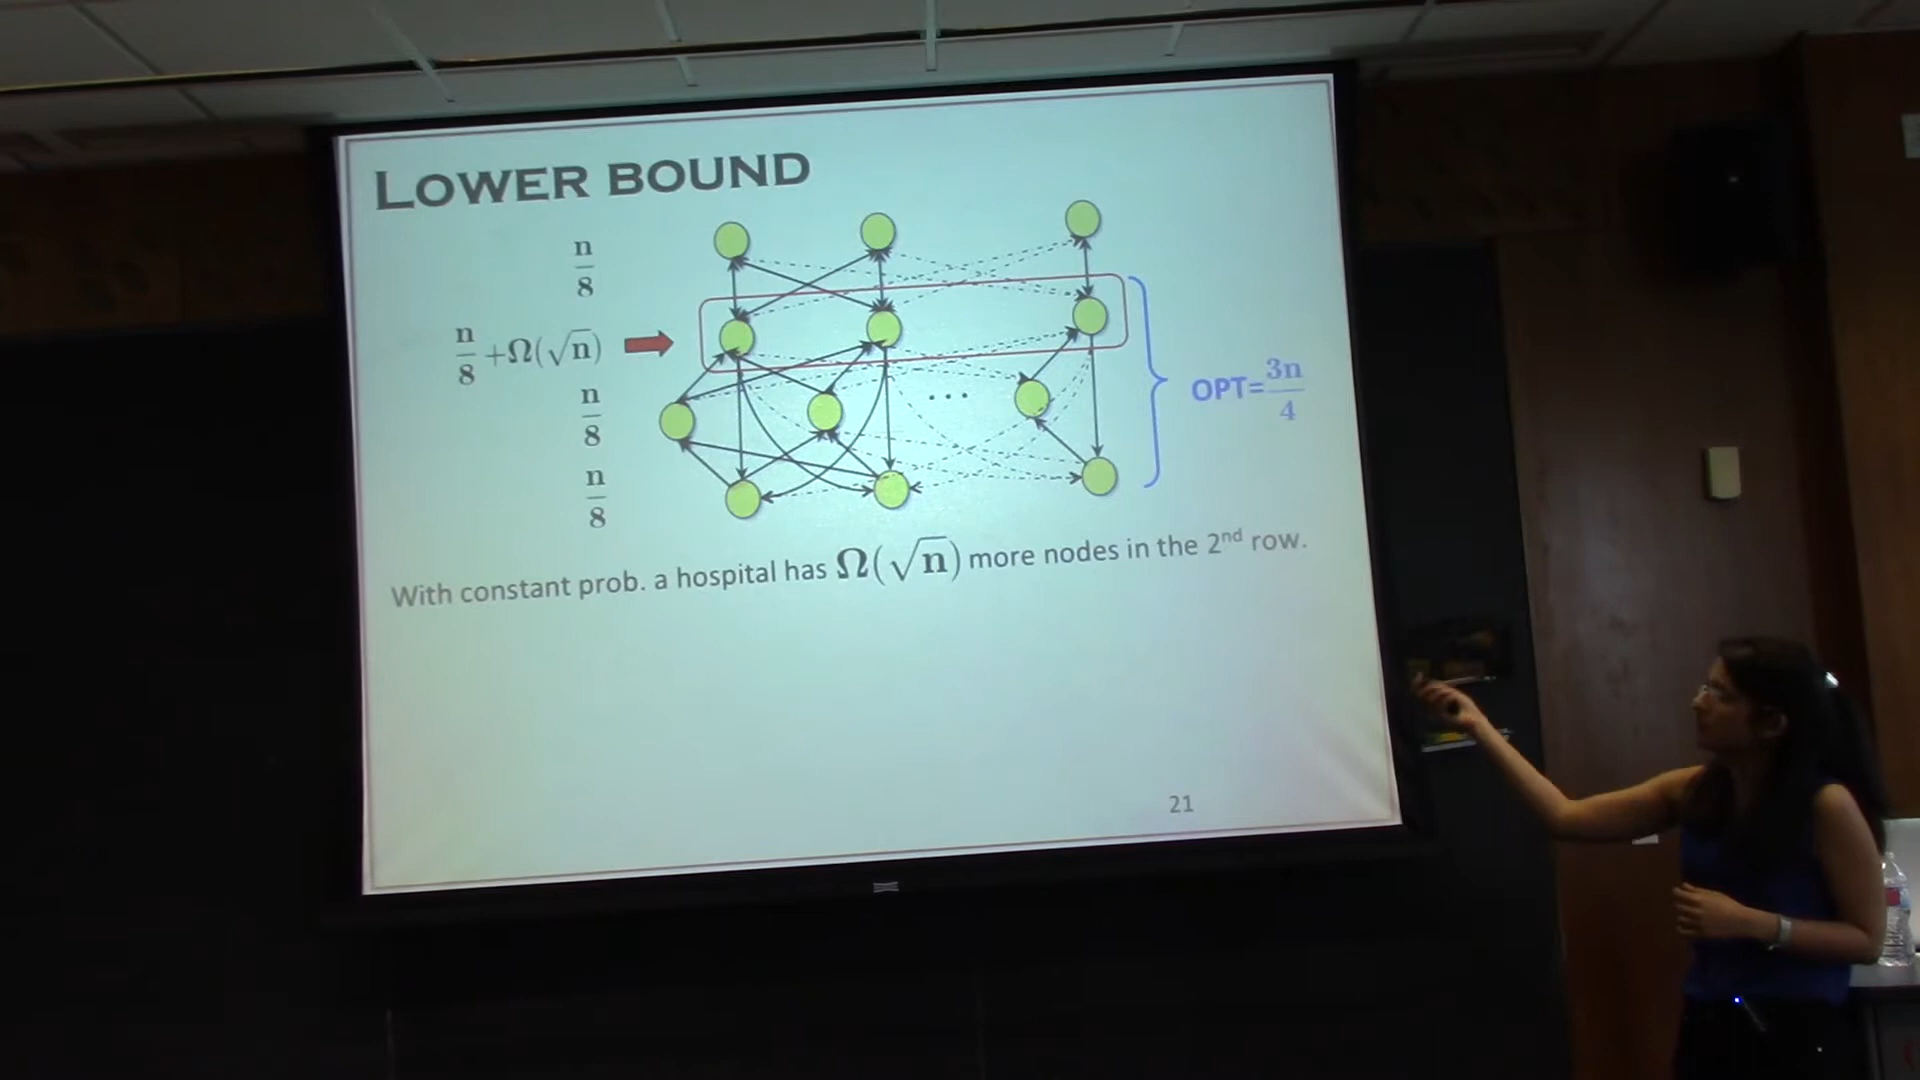 LOWER BOUND
n/8
n/8 +Ω(√n)
n/8
n/8
...
OPT=3n/4
With constant prob. a hospital has Ω(√n) more nodes in the 2nd row.
21